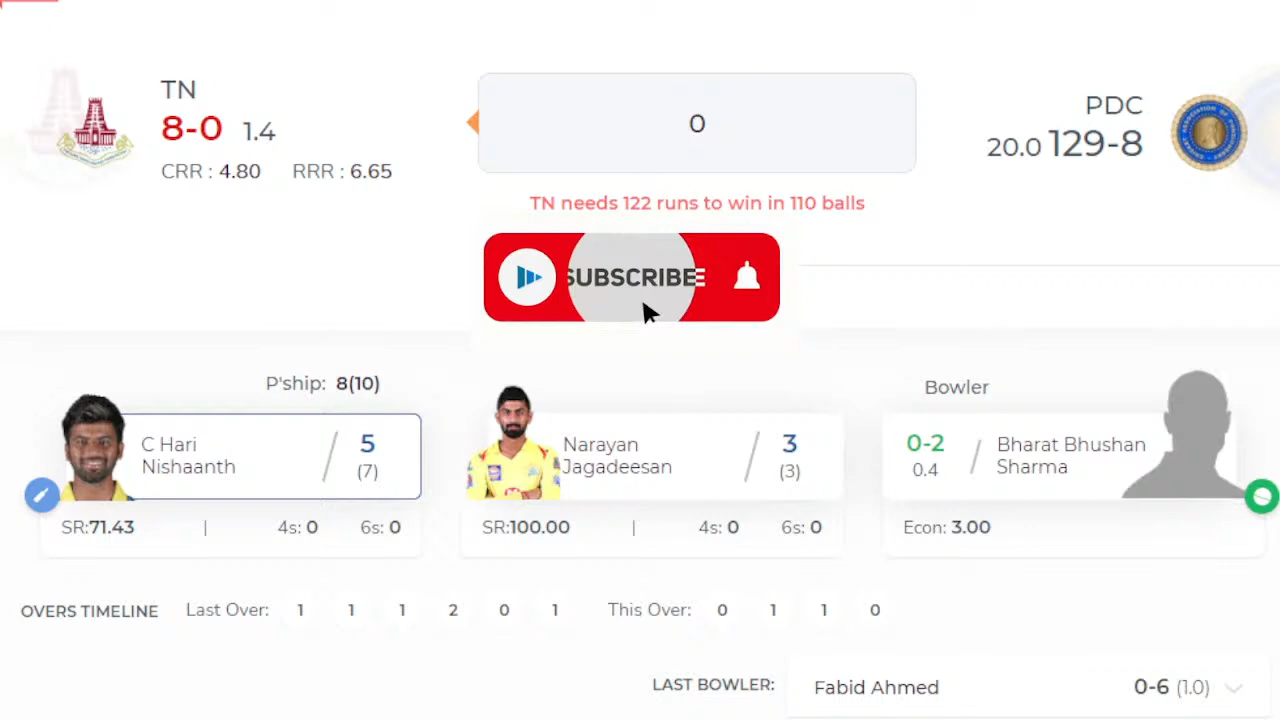 TN
8-0 1.4
CRR : 4.80 RRR : 6.65
0
PDC
20.0 129-8
TN needs 122 runs to win in 110 balls
SUBSCRIBE
P'ship: 8(10)
C Hari
Nishaanth
5
(7)
SR:71.43 | 4s: 0 6s: 0
Narayan
Jagadeesan
3
(3)
SR:100.00 | 4s: 0 6s: 0
Bowler
0-2
0.4
Bharat Bhushan
Sharma
Econ: 3.00
OVERS TIMELINE Last Over: 1 1 1 2 0 1 This Over: 0 1 1 0
LAST BOWLER: Fabid Ahmed 0-6 (1.0)